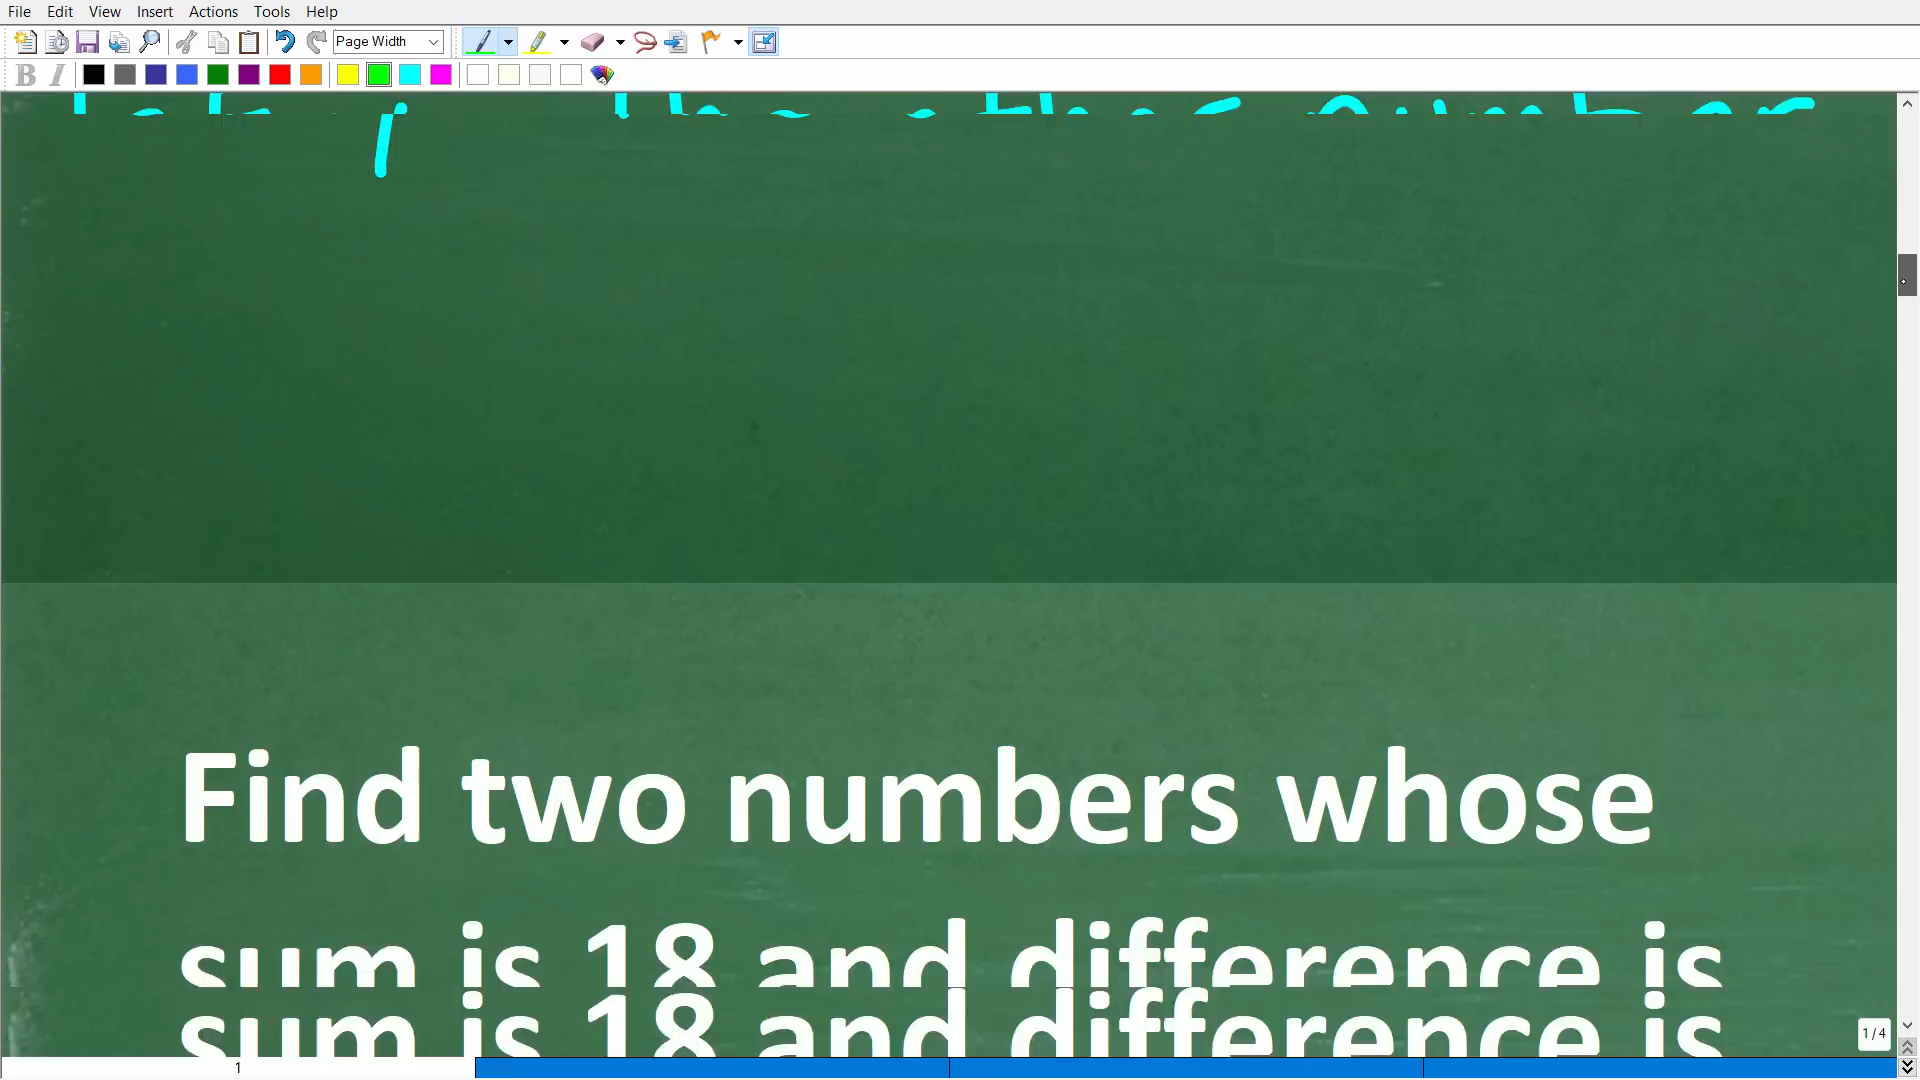 File Edit View Insert Actions Tools Help
Page Width
B I
Find two numbers whose
sum is 18 and difference is
sum is 18 and difference is
1 / 4
1